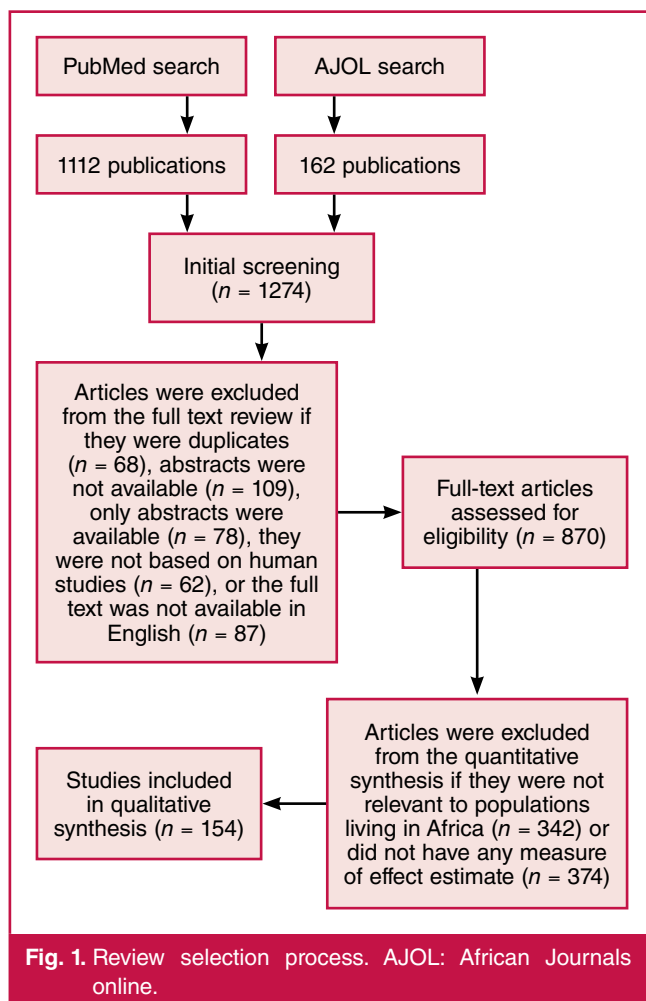 PubMed search
AJOL search
1112 publications
162 publications
Initial screening
(n = 1274)
Articles were excluded
from the full text review if
they were duplicates
(n = 68), abstracts were
not available (n = 109),
only abstracts were
available (n = 78), they
were not based on human
studies (n = 62), or the full
text was not available in
English (n = 87)
Full-text articles
assessed for
eligibility (n = 870)
Articles were excluded
from the quantitative
synthesis if they were not
relevant to populations
living in Africa (n = 342) or
did not have any measure
of effect estimate (n = 374)
Studies included
in qualitative
synthesis (n = 154)
Fig. 1. Review selection process. AJOL: African Journals
online.